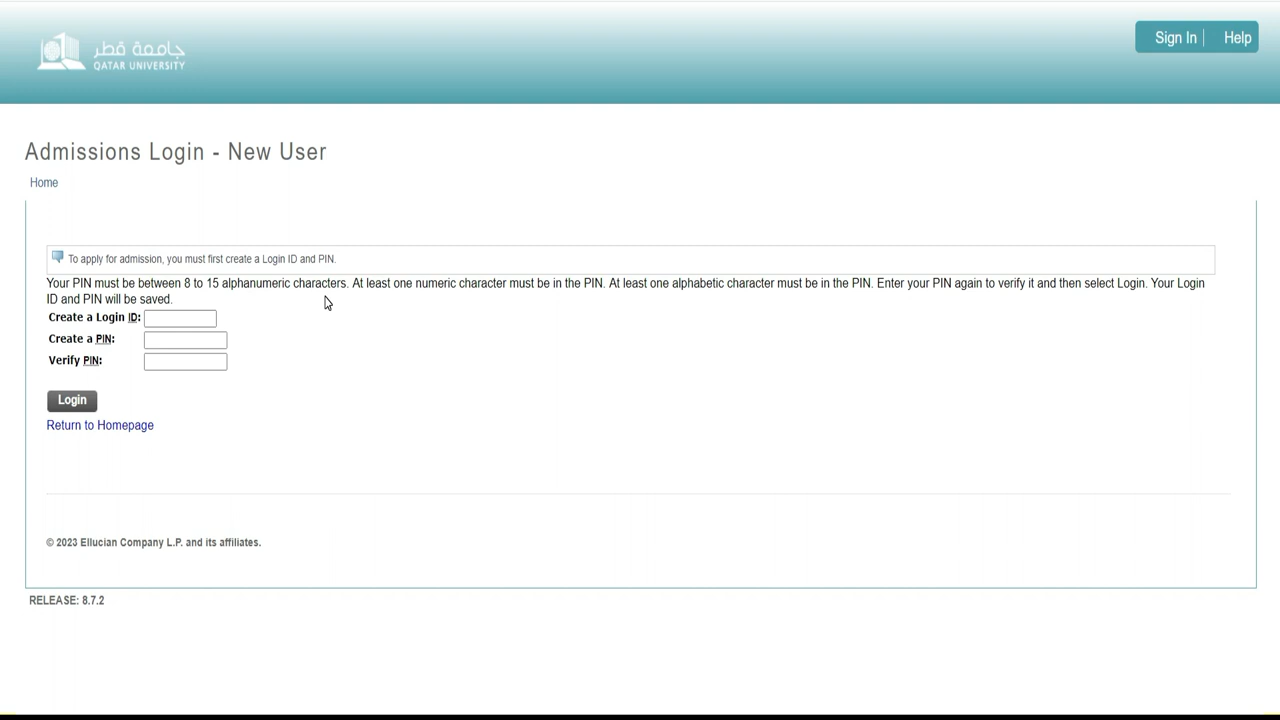 جامعة قطر
QATAR UNIVERSITY
Sign In
Help
Admissions Login - New User
Home
To apply for admission, you must first create a Login ID and PIN.
Your PIN must be between 8 to 15 alphanumeric characters. At least one numeric character must be in the PIN. At least one alphabetic character must be in the PIN. Enter your PIN again to verify it and then select Login. Your Login
ID and PIN will be saved.
Create a Login ID:
Create a PIN:
Verify PIN:
Login
Return to Homepage
© 2023 Ellucian Company L.P. and its affiliates.
RELEASE: 8.7.2